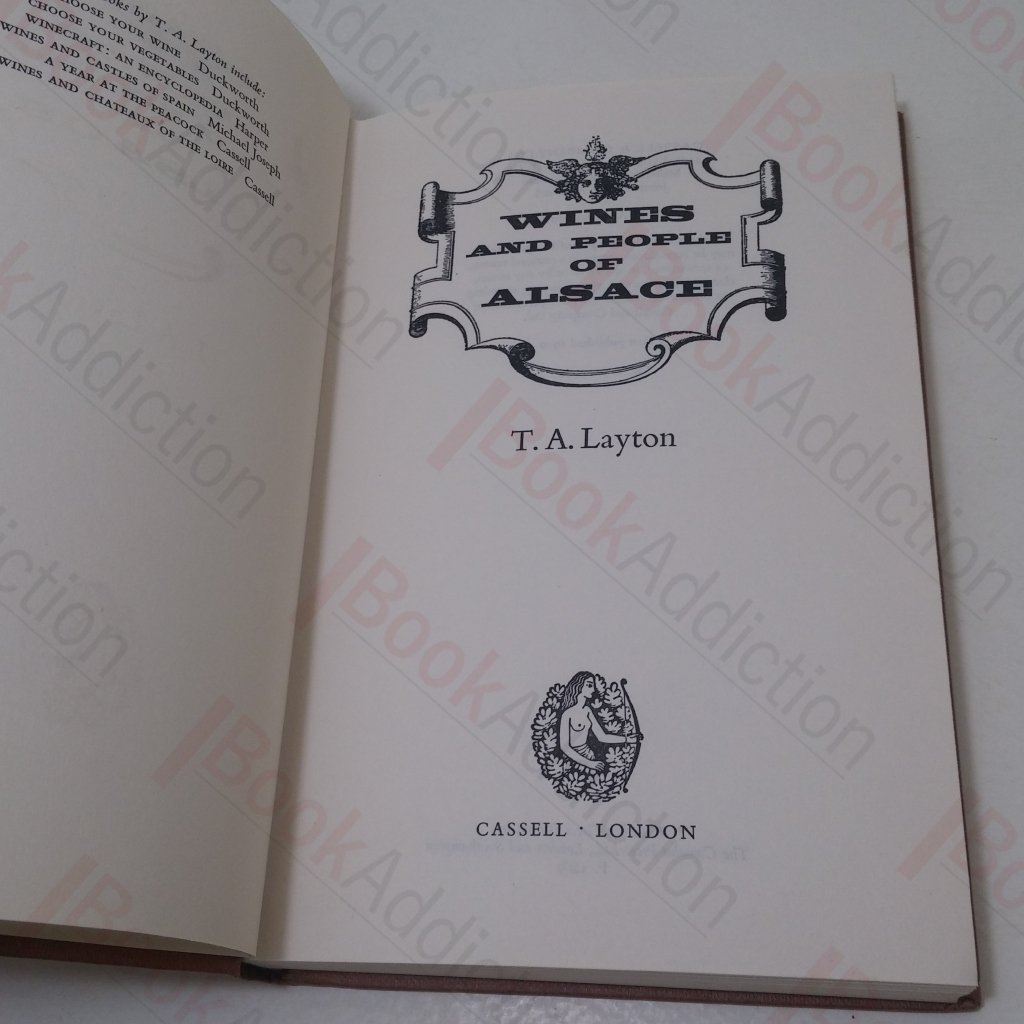 ooks by T. A. Layton include:
CHOOSE YOUR WINE Duckworth
CHOOSE YOUR VEGETABLES Duckworth
WINECRAFT: AN ENCYCLOPEDIA Harper
WINES AND CASTLES OF SPAIN Michael Joseph
A YEAR AT THE PEACOCK Cassell
WINES AND CHATEAUX OF THE LOIRE Cassell
WINES
AND PEOPLE
OF
ALSACE
T. A. Layton
CASSELL · LONDON
BookAddiction